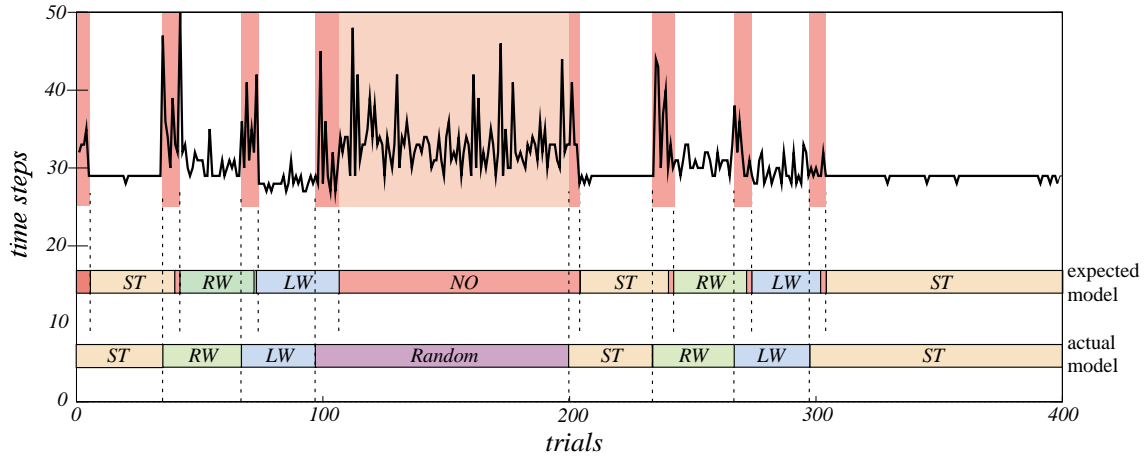 50
40
30
20
10
0
time steps
ST RW LW NO ST RW LW ST
expected
model
ST RW LW Random ST RW LW ST
actual
model
0 100 200 300 400
trials